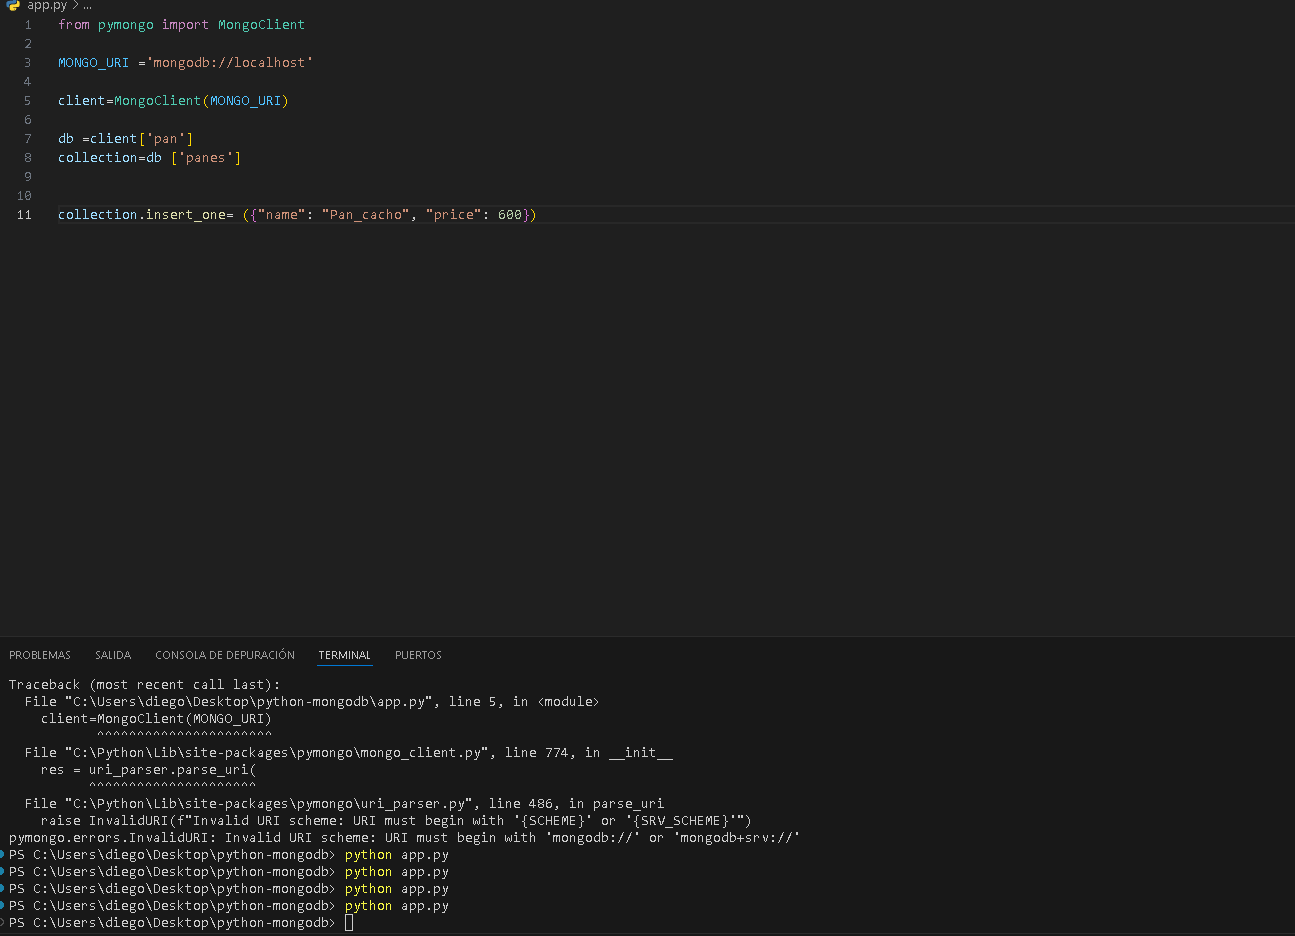 app.py > ...
1 from pymongo import MongoClient
2
3 MONGO_URI ='mongodb://localhost'
4
5 client=MongoClient(MONGO_URI)
6
7 db =client['pan']
8 collection=db ['panes']
9
10
11 collection.insert_one= ({"name": "Pan_cacho", "price": 600})
PROBLEMAS SALIDA CONSOLA DE DEPURACIÓN TERMINAL PUERTOS
Traceback (most recent call last):
  File "C:\Users\diego\Desktop\python-mongodb\app.py", line 5, in <module>
    client=MongoClient(MONGO_URI)
           ^^^^^^^^^^^^^^^^^^^^^^
  File "C:\Python\Lib\site-packages\pymongo\mongo_client.py", line 774, in __init__
    res = uri_parser.parse_uri(
          ^^^^^^^^^^^^^^^^^^^^^
  File "C:\Python\Lib\site-packages\pymongo\uri_parser.py", line 486, in parse_uri
    raise InvalidURI(f"Invalid URI scheme: URI must begin with '{SCHEME}' or '{SRV_SCHEME}'")
pymongo.errors.InvalidURI: Invalid URI scheme: URI must begin with 'mongodb://' or 'mongodb+srv://'
PS C:\Users\diego\Desktop\python-mongodb> python app.py
PS C:\Users\diego\Desktop\python-mongodb> python app.py
PS C:\Users\diego\Desktop\python-mongodb> python app.py
PS C:\Users\diego\Desktop\python-mongodb> python app.py
PS C:\Users\diego\Desktop\python-mongodb>